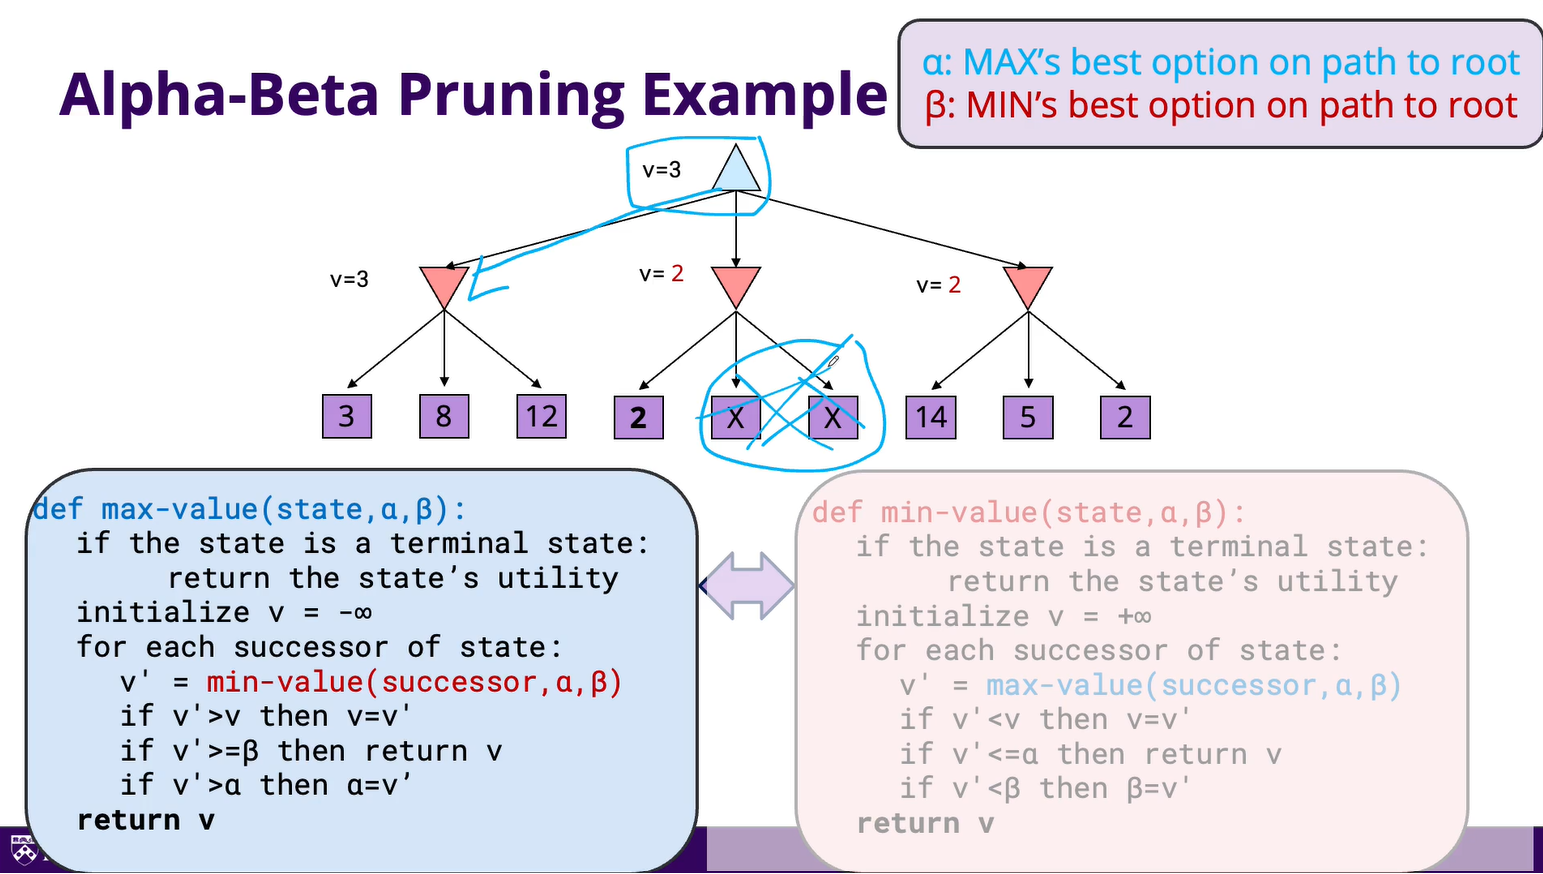 Alpha-Beta Pruning Example
α: MAX’s best option on path to root
β: MIN’s best option on path to root
v=3
v=3
v= 2
v= 2
3 8 12 2 X X 14 5 2
def max-value(state,α,β):
if the state is a terminal state:
return the state’s utility
initialize v = -∞
for each successor of state:
v' = min-value(successor,α,β)
if v'>v then v=v'
if v'>=β then return v
if v'>α then α=v’
return v
def min-value(state,α,β):
if the state is a terminal state:
return the state’s utility
initialize v = +∞
for each successor of state:
v' = max-value(successor,α,β)
if v'<v then v=v'
if v'<=α then return v
if v'<β then β=v'
return v